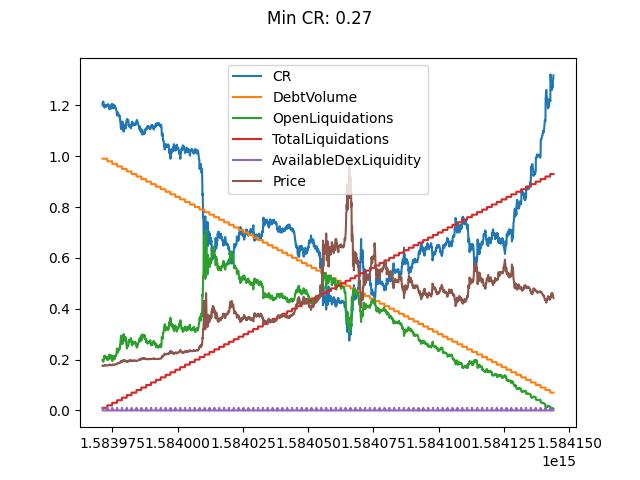 Min CR: 0.27
CR
DebtVolume
OpenLiquidations
TotalLiquidations
AvailableDexLiquidity
Price
1.2
1.0
0.8
0.6
0.4
0.2
0.0
1.583975 1.584000 1.584025 1.584050 1.584075 1.584100 1.584125 1.584150
1e15